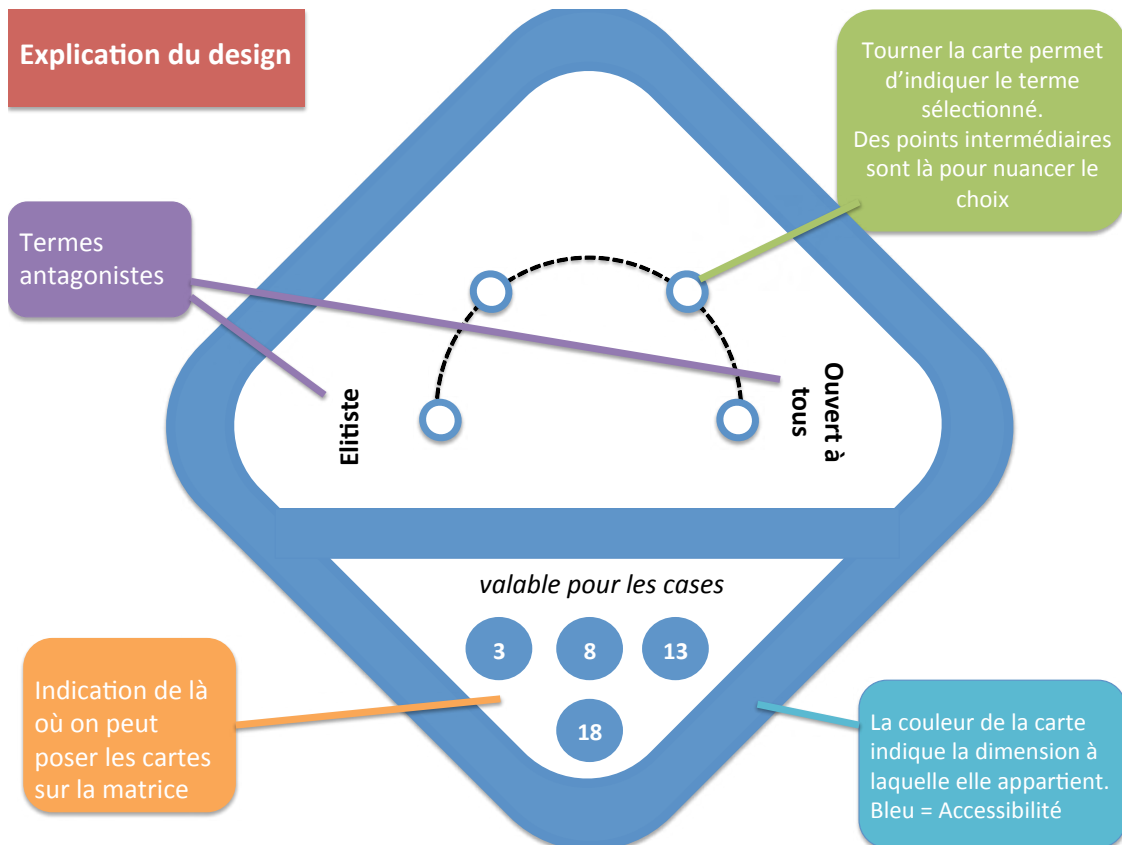 Explication du design
Tourner la carte permet
d’indiquer le terme
sélectionné.
Des points intermédiaires
sont là pour nuancer le
choix
Termes
antagonistes
Elitiste
Ouvert à
tous
valable pour les cases
3 8 13
18
Indication de là
où on peut
poser les cartes
sur la matrice
La couleur de la carte
indique la dimension à
laquelle elle appartient.
Bleu = Accessibilité